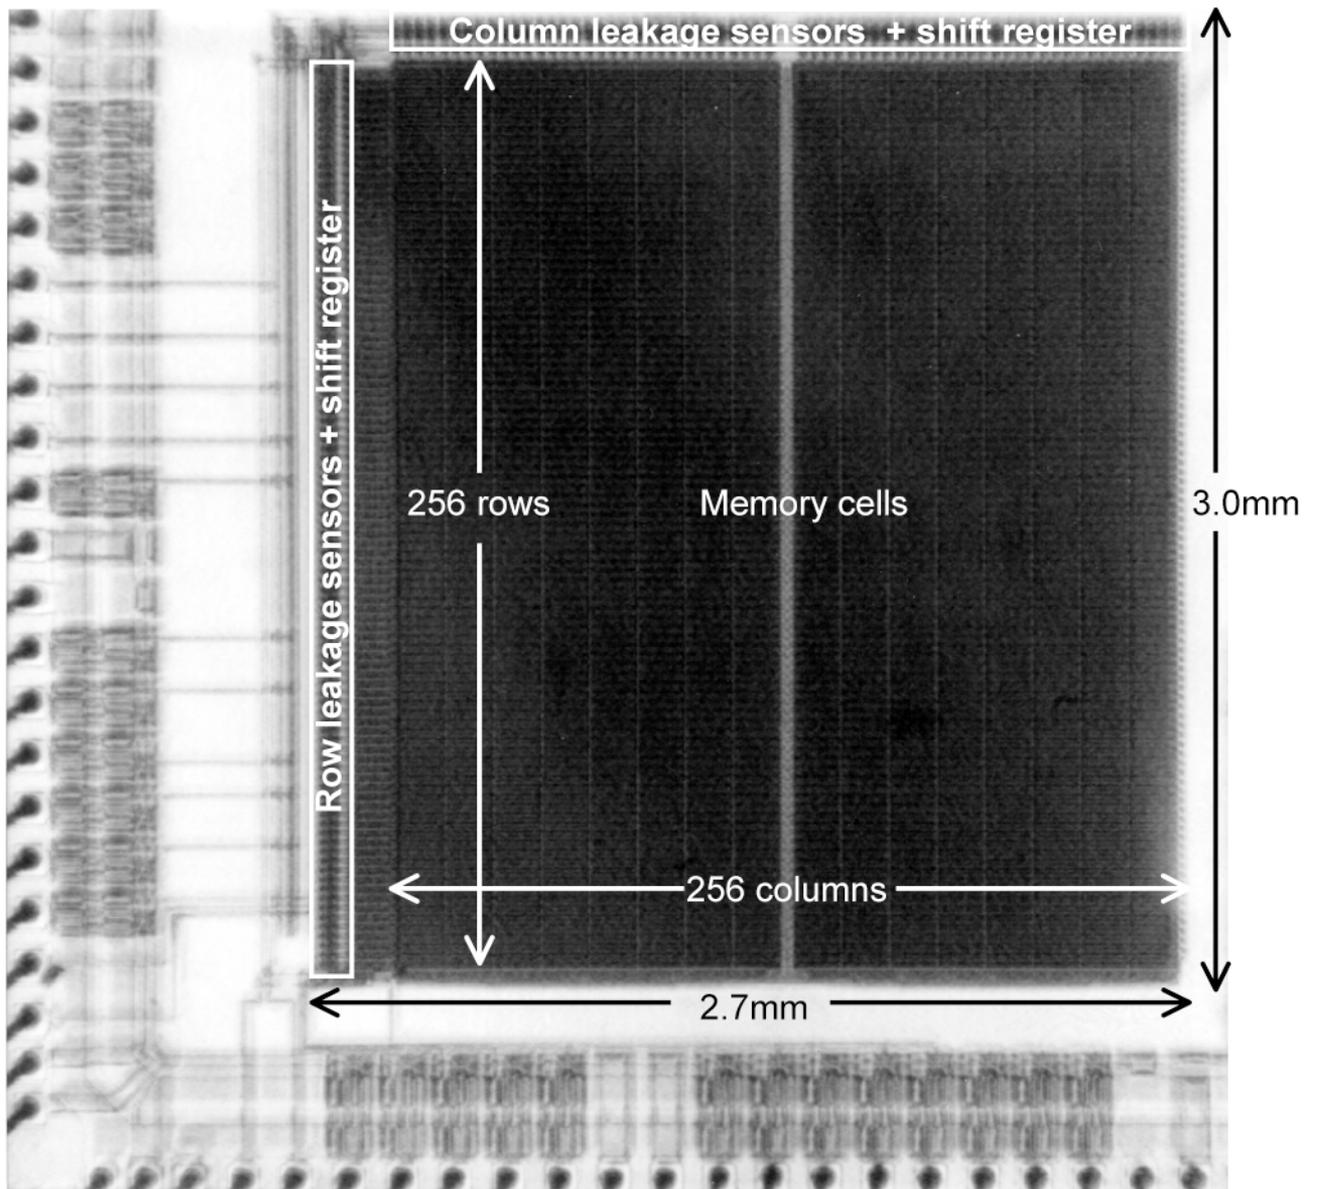 Column leakage sensors + shift register
Row leakage sensors + shift register
256 rows
Memory cells
3.0mm
256 columns
2.7mm